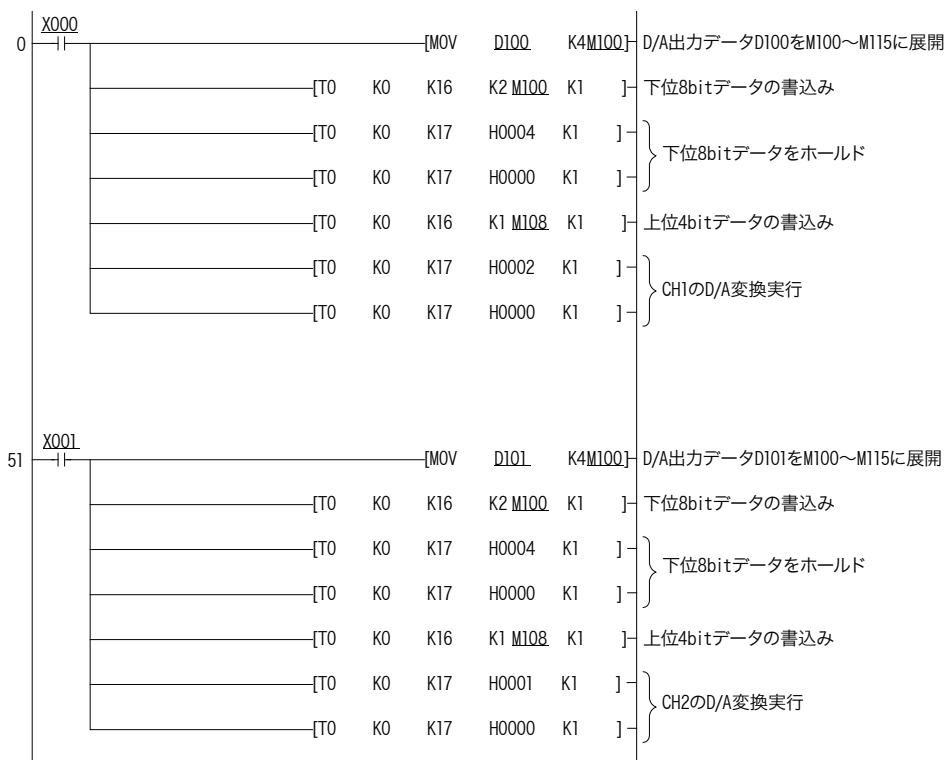 X000
0 [MOV D100 K4M100] D/A出力データD100をM100～M115に展開
[TO K0 K16 K2 M100 K1 ] 下位8bitデータの書込み
[TO K0 K17 H0004 K1 ]
下位8bitデータをホールド
[TO K0 K17 H0000 K1 ]
[TO K0 K16 K1 M108 K1 ] 上位4bitデータの書込み
[TO K0 K17 H0002 K1 ]
CH1のD/A変換実行
[TO K0 K17 H0000 K1 ]
X001
51 [MOV D101 K4M100] D/A出力データD101をM100～M115に展開
[TO K0 K16 K2 M100 K1 ] 下位8bitデータの書込み
[TO K0 K17 H0004 K1 ]
下位8bitデータをホールド
[TO K0 K17 H0000 K1 ]
[TO K0 K16 K1 M108 K1 ] 上位4bitデータの書込み
[TO K0 K17 H0001 K1 ]
CH2のD/A変換実行
[TO K0 K17 H0000 K1 ]